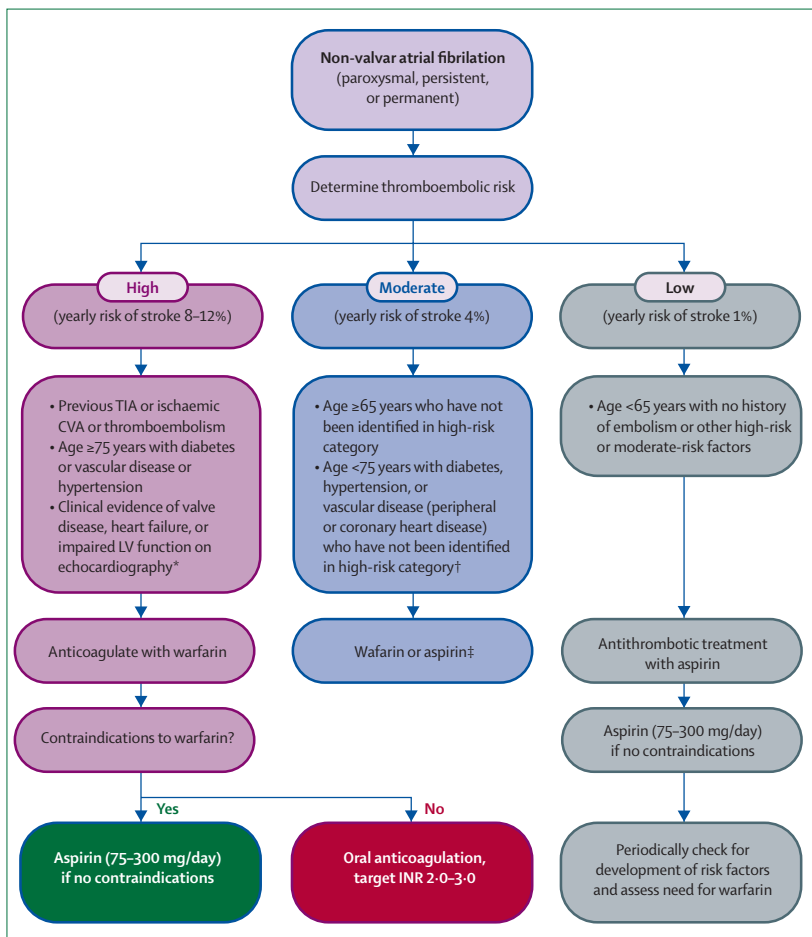 Non-valvar atrial fibrilation
(paroxysmal, persistent,
or permanent)
Determine thromboembolic risk
High
(yearly risk of stroke 8–12%)
Moderate
(yearly risk of stroke 4%)
Low
(yearly risk of stroke 1%)
• Previous TIA or ischaemic
CVA or thromboembolism
• Age ≥75 years with diabetes
or vascular disease or
hypertension
• Clinical evidence of valve
disease, heart failure, or
impaired LV function on
echocardiography*
• Age ≥65 years who have not
been identified in high-risk
category
• Age <75 years with diabetes,
hypertension, or
vascular disease (peripheral
or coronary heart disease)
who have not been identified
in high-risk category†
• Age <65 years with no history
of embolism or other high-risk
or moderate-risk factors
Anticoagulate with warfarin
Wafarin or aspirin‡
Antithrombotic treatment
with aspirin
Contraindications to warfarin?
Aspirin (75–300 mg/day)
if no contraindications
Yes
No
Aspirin (75–300 mg/day)
if no contraindications
Oral anticoagulation,
target INR 2·0–3·0
Periodically check for
development of risk factors
and assess need for warfarin